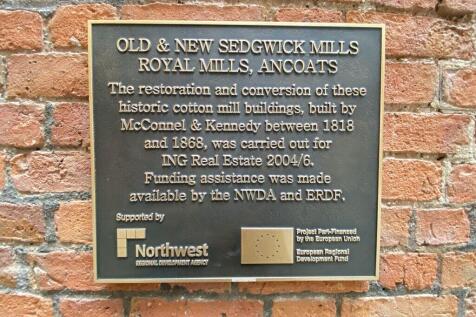 OLD & NEW SEDGWICK MILLS
ROYAL MILLS, ANCOATS
The restoration and conversion of these
historic cotton mill buildings, built by
McConnel & Kennedy between 1818
and 1868, was carried out for
ING Real Estate 2004/6.
Funding assistance was made
available by the NWDA and ERDF.
Supported by
Northwest
REGIONAL DEVELOPMENT AGENCY
Project Part-Financed
by the European Union
European Regional
Development Fund